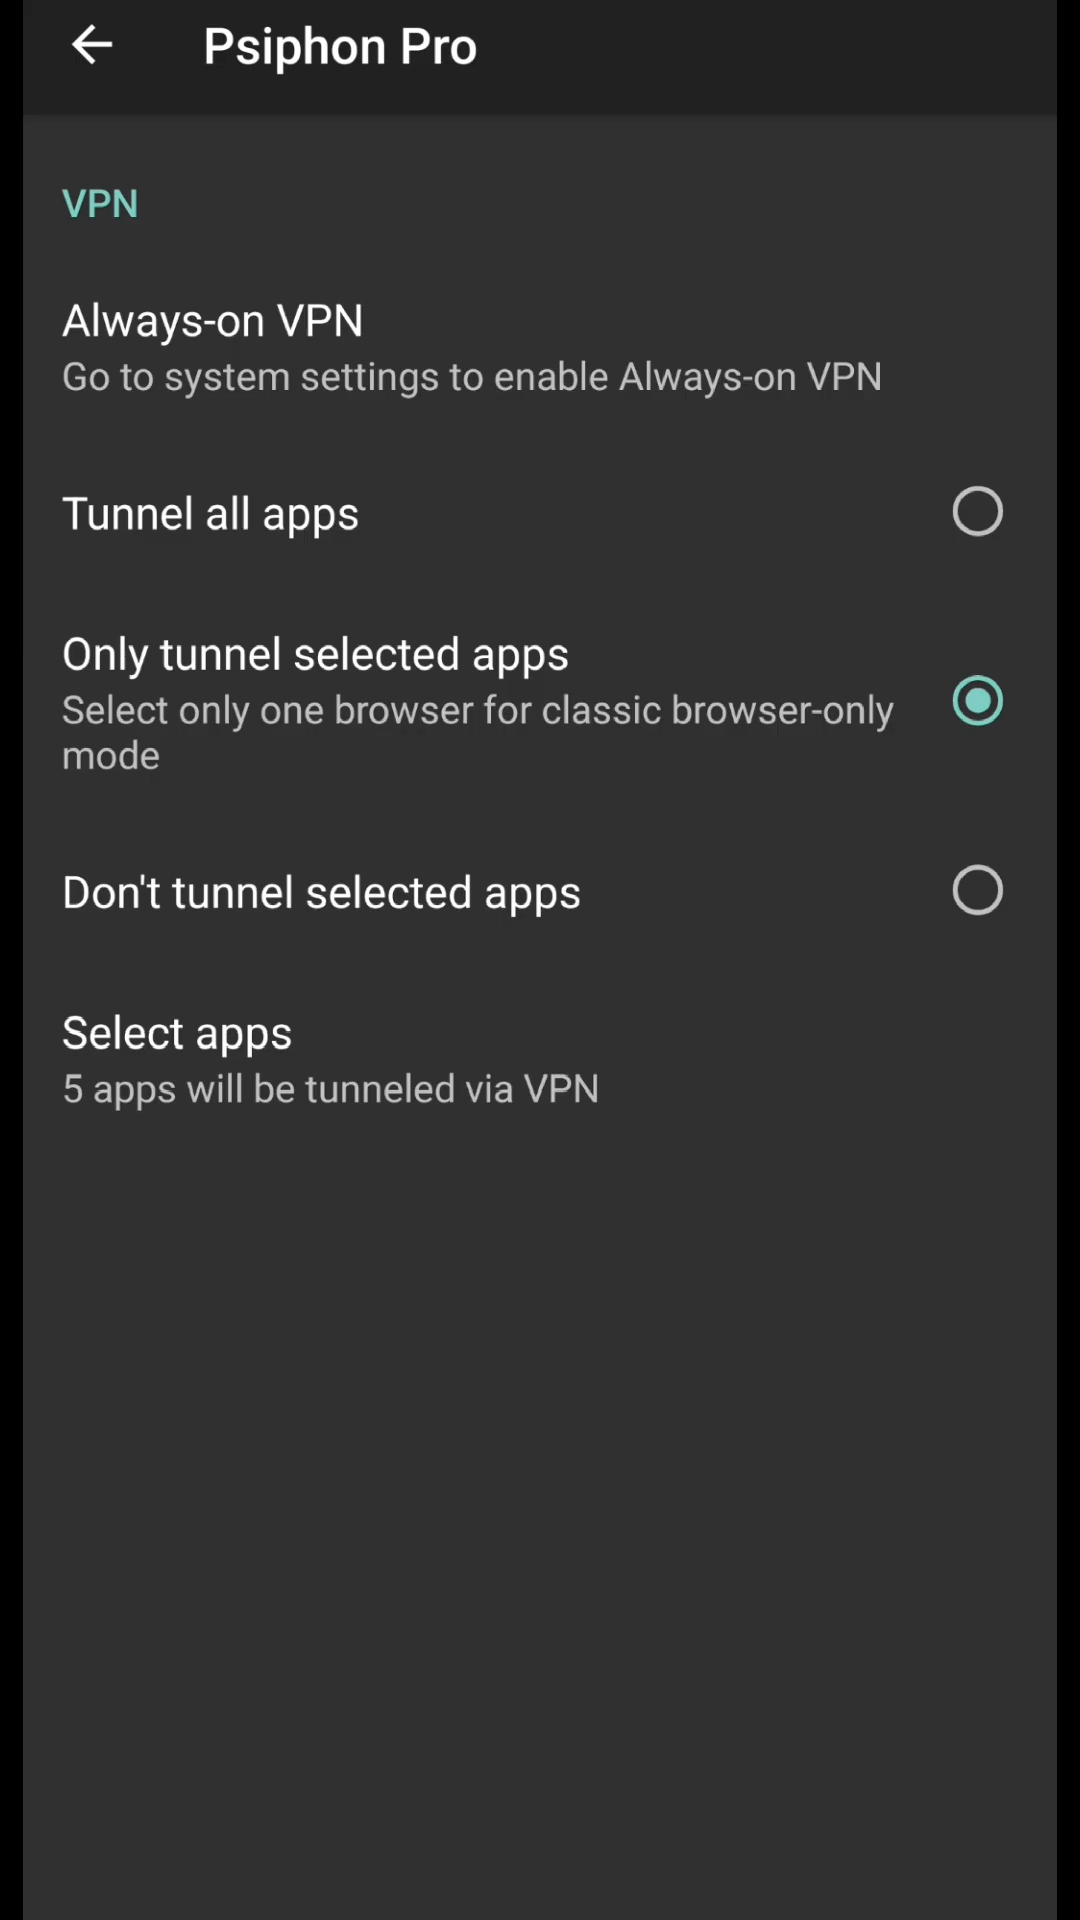 Psiphon Pro
VPN
Always-on VPN
Go to system settings to enable Always-on VPN
Tunnel all apps
Only tunnel selected apps
Select only one browser for classic browser-only
mode
Don't tunnel selected apps
Select apps
5 apps will be tunneled via VPN